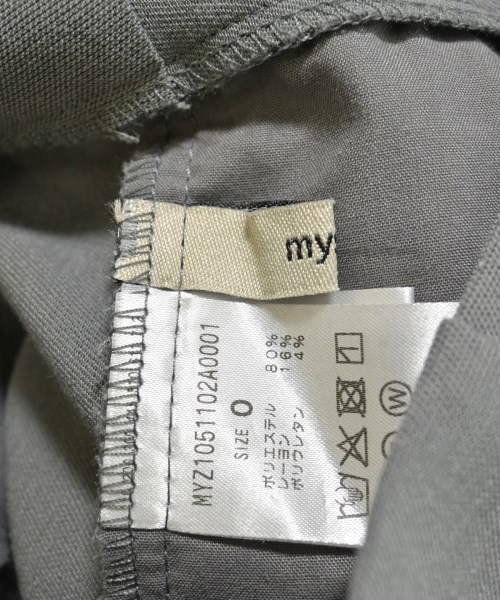 my
MYZ1051102A0001
SIZE 0
ポリエステル 80%
レーヨン 16%
ポリウレタン 4%
W